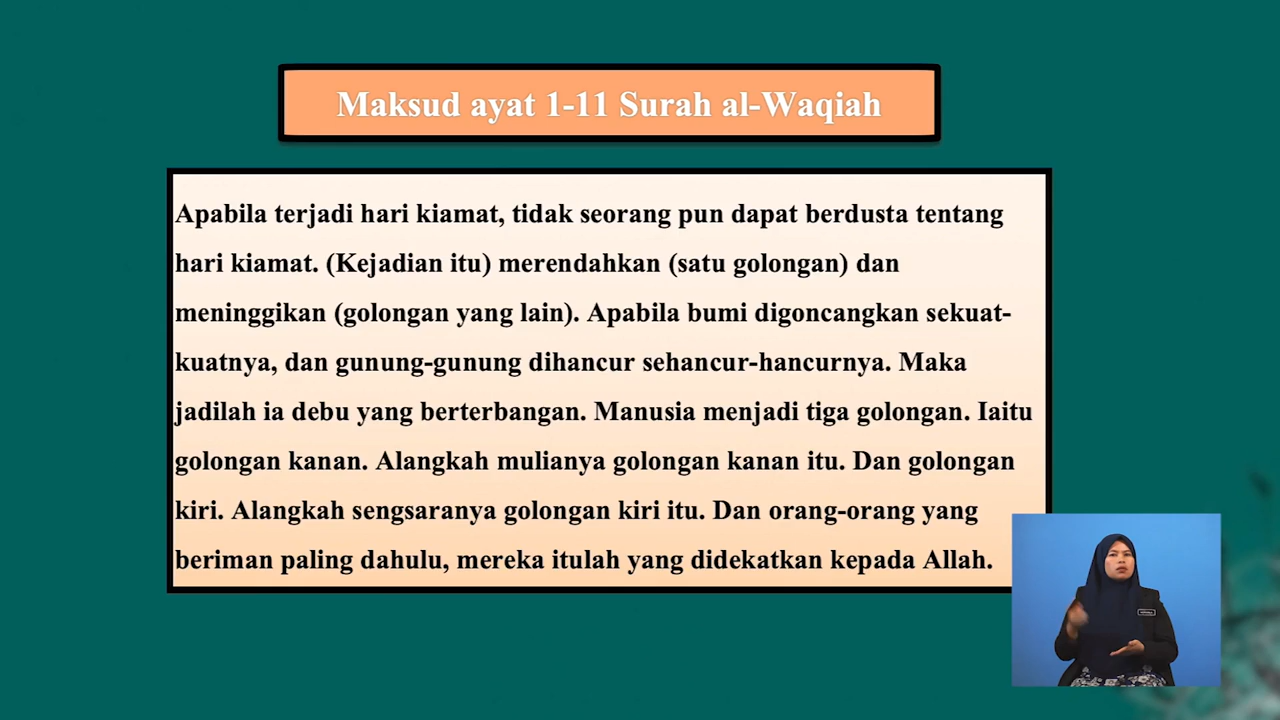 Maksud ayat 1-11 Surah al-Waqiah
Apabila terjadi hari kiamat, tidak seorang pun dapat berdusta tentang
hari kiamat. (Kejadian itu) merendahkan (satu golongan) dan
meninggikan (golongan yang lain). Apabila bumi digoncangkan sekuat-
kuatnya, dan gunung-gunung dihancur sehancur-hancurnya. Maka
jadilah ia debu yang berterbangan. Manusia menjadi tiga golongan. Iaitu
golongan kanan. Alangkah mulianya golongan kanan itu. Dan golongan
kiri. Alangkah sengsaranya golongan kiri itu. Dan orang-orang yang
beriman paling dahulu, mereka itulah yang didekatkan kepada Allah.